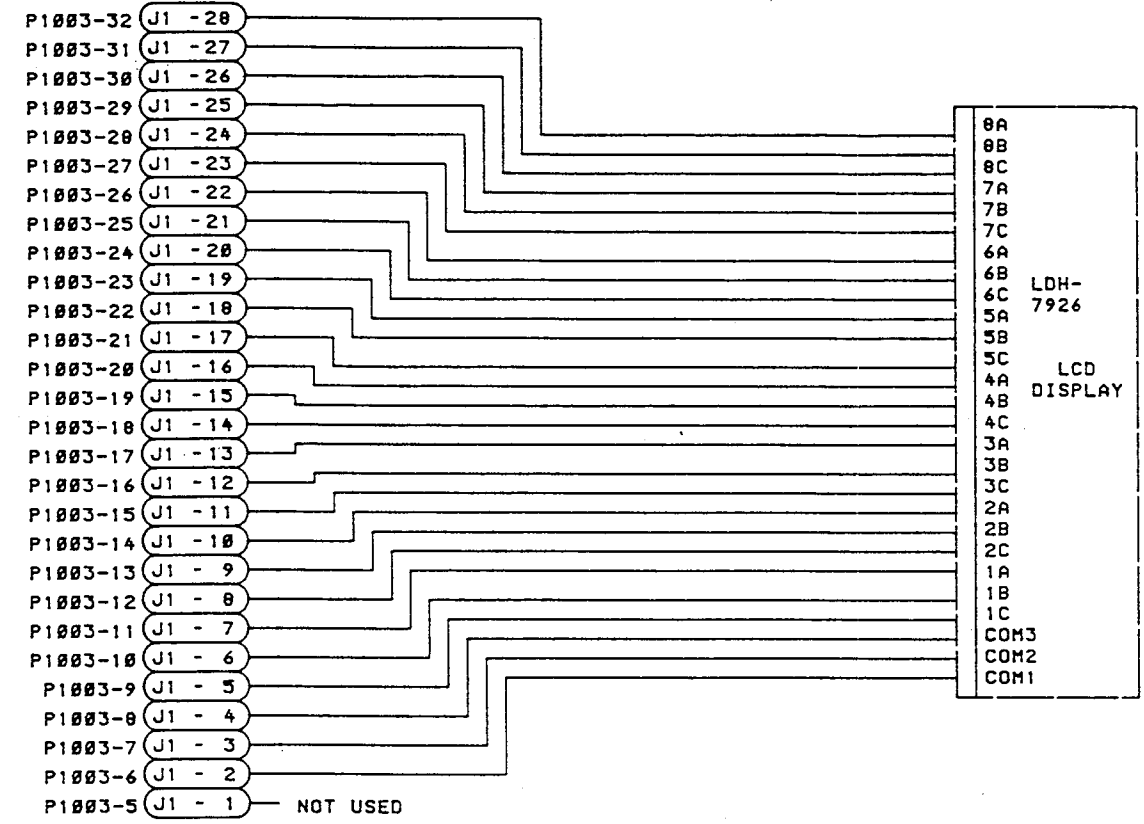 P1003-32 J1 -28
P1003-31 J1 -27
P1003-30 J1 -26
P1003-29 J1 -25
P1003-28 J1 -24
P1003-27 J1 -23
P1003-26 J1 -22
P1003-25 J1 -21
P1003-24 J1 -20
P1003-23 J1 -19
P1003-22 J1 -18
P1003-21 J1 -17
P1003-20 J1 -16
P1003-19 J1 -15
P1003-18 J1 -14
P1003-17 J1 -13
P1003-16 J1 -12
P1003-15 J1 -11
P1003-14 J1 -10
P1003-13 J1 - 9
P1003-12 J1 - 8
P1003-11 J1 - 7
P1003-10 J1 - 6
P1003-9 J1 - 5
P1003-8 J1 - 4
P1003-7 J1 - 3
P1003-6 J1 - 2
P1003-5 J1 - 1 NOT USED
8A
8B
8C
7A
7B
7C
6A
6B
6C
5A
5B
5C
4A
4B
4C
3A
3B
3C
2A
2B
2C
1A
1B
1C
COM3
COM2
COM1
LDH-
7926
LCD
DISPLAY